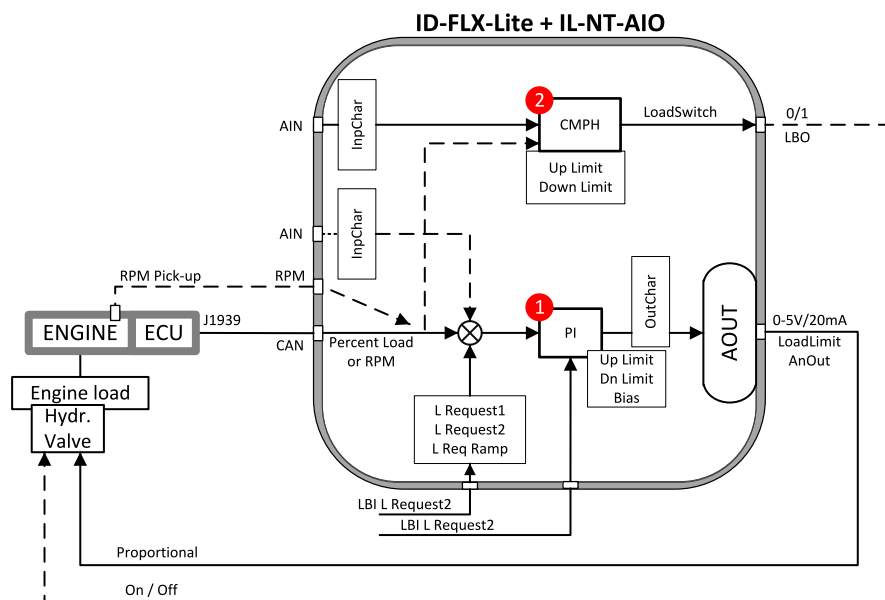 ID-FLX-Lite + IL-NT-AIO
2
AIN
InpChar
CMPH
LoadSwitch
0/1
LBO
Up Limit
Down Limit
AIN
InpChar
RPM Pick-up
RPM
1
OutChar
AOUT
ENGINE
ECU
J1939
CAN
Percent Load
or RPM
PI
0-5V/20mA
LoadLimit
AnOut
Up Limit
Dn Limit
Bias
Engine load
Hydr.
Valve
L Request1
L Request2
L Req Ramp
LBI L Request2
LBI L Request2
Proportional
On / Off